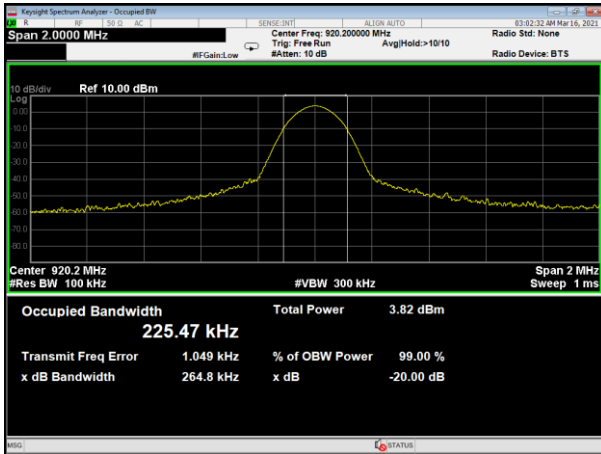 Keysight Spectrum Analyzer - Occupied BW
R RF 50 Ω AC SENSE:INT ALIGN AUTO 03:02:32 AM Mar 16, 2021
Span 2.0000 MHz Center Freq: 920.200000 MHz Radio Std: None
Trig: Free Run Avg|Hold:>10/10
#IFGain:Low #Atten: 10 dB Radio Device: BTS
10 dB/div Ref 10.00 dBm
Log
0.00
-10.0
-20.0
-30.0
-40.0
-50.0
-60.0
-70.0
-80.0
Center 920.2 MHz Span 2 MHz
#Res BW 100 kHz #VBW 300 kHz Sweep 1 ms
Occupied Bandwidth Total Power 3.82 dBm
225.47 kHz
Transmit Freq Error 1.049 kHz % of OBW Power 99.00 %
x dB Bandwidth 264.8 kHz x dB -20.00 dB
MSG STATUS